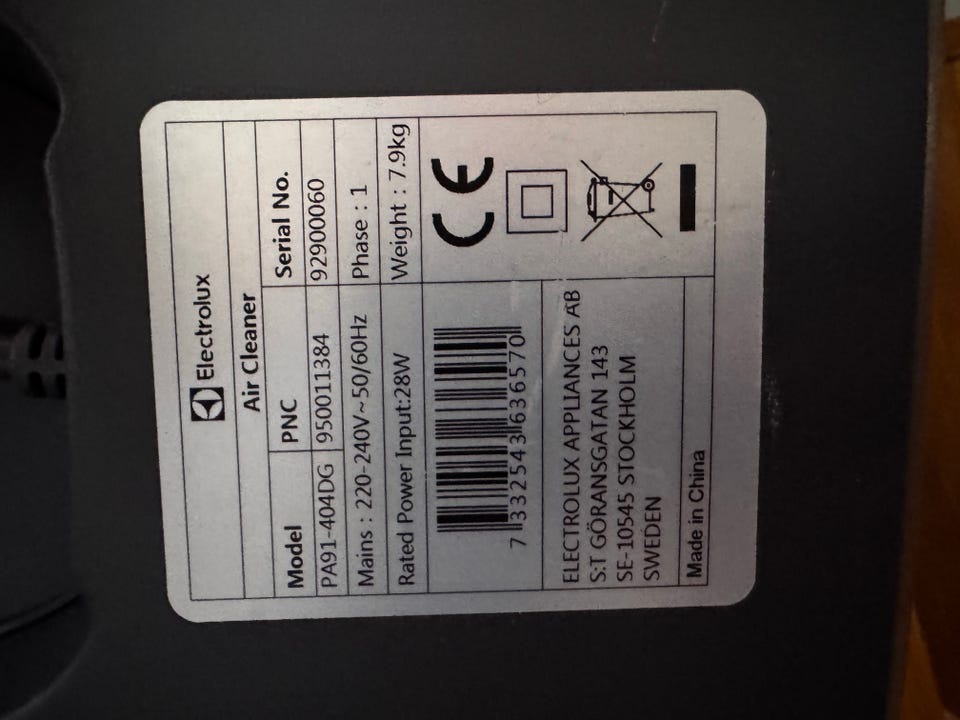 Electrolux
Air Cleaner
Model PNC Serial No.
PA91-404DG 950011384 92900060
Mains : 220-240V~50/60Hz Phase : 1
Rated Power Input:28W Weight : 7.9kg
7 332543 636570
CE
ELECTROLUX APPLIANCES AB
S:T GÖRANSGATAN 143
SE-10545 STOCKHOLM
SWEDEN
Made in China